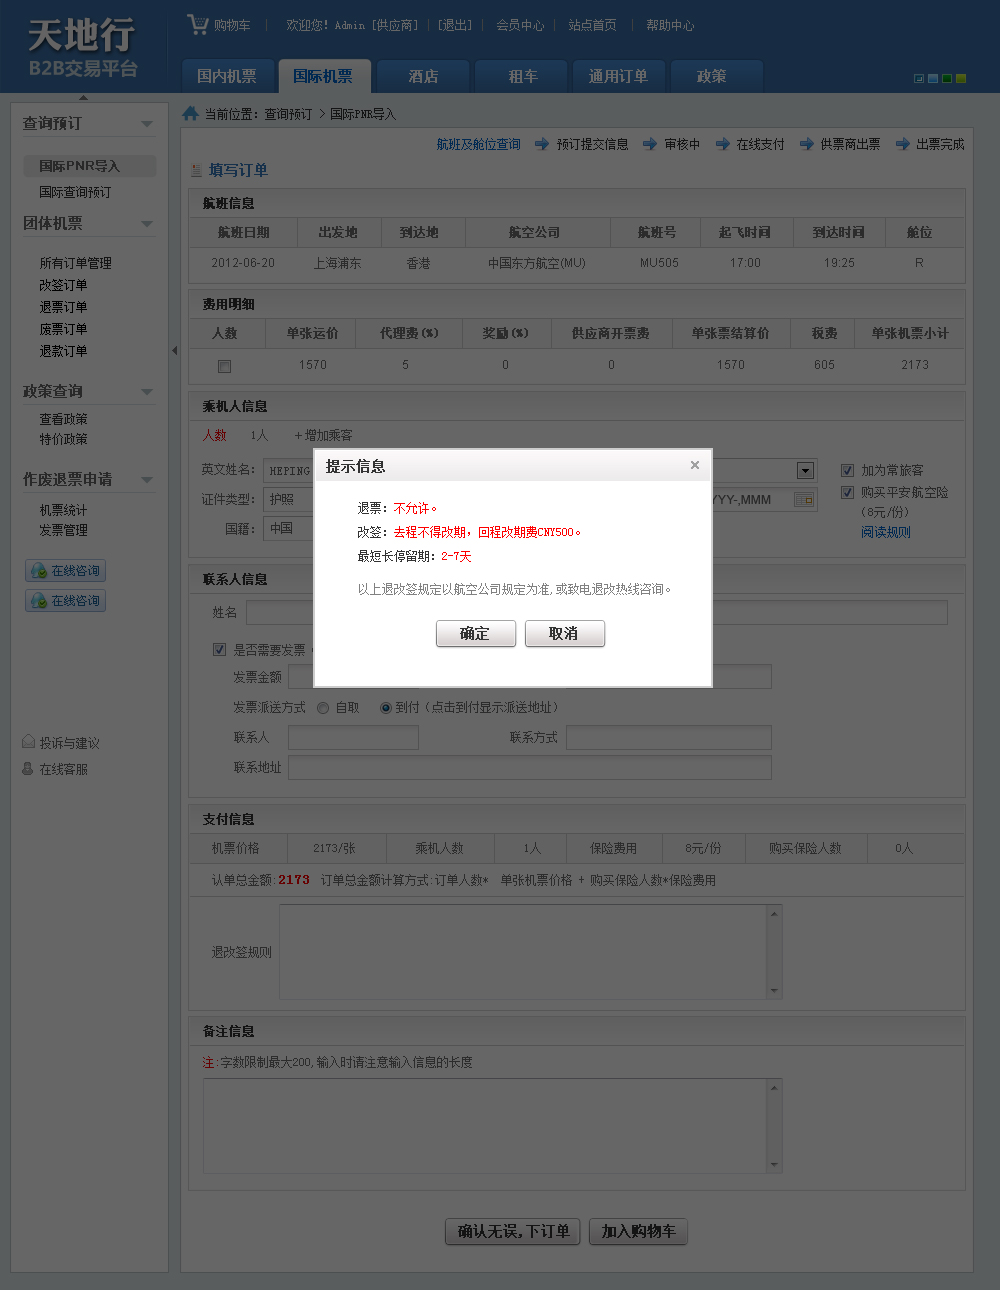 天地行
B2B交易平台
购物车 欢迎您! Admin [供应商] [退出] 会员中心 站点首页 帮助中心
国内机票 国际机票 酒店 租车 通用订单 政策
查询预订
国际PNR导入
国际查询预订
团体机票
所有订单管理
改签订单
退票订单
废票订单
退款订单
政策查询
查看政策
特价政策
作废退票申请
机票统计
发票管理
在线咨询
在线咨询
投诉与建议
在线客服
当前位置: 查询预订 > 国际PNR导入
航班及舱位查询 预订提交信息 审核中 在线支付 供票商出票 出票完成
填写订单
航班信息
航班日期 出发地 到达地 航空公司 航班号 起飞时间 到达时间 舱位
2012-06-20 上海浦东 香港 中国东方航空(MU) MU505 17:00 19:25 R
费用明细
人数 单张运价 代理费(%) 奖励(%) 供应商开票费 单张票结算价 税费 单张机票小计
1570 5 0 0 1570 605 2173
乘机人信息
人数 1人 +增加乘客
英文姓名: HEPING 加为常旅客
证件类型: 护照 YYY-,MMM 购买平安航空险
(8元/份)
国籍: 中国 阅读规则
提示信息
退票: 不允许。
改签: 去程不得改期, 回程改期费CNY500。
最短长停留期: 2-7天
以上退改签规定以航空公司规定为准,或致电退改热线咨询。
确定 取消
联系人信息
姓名
是否需要发票
发票金额
发票派送方式 自取 到付（点击到付显示派送地址）
联系人 联系方式
联系地址
支付信息
机票价格 2173/张 乘机人数 1人 保险费用 8元/份 购买保险人数 0人
认单总金额:2173 订单总金额计算方式:订单人数* 单张机票价格 + 购买保险人数*保险费用
退改签规则
备注信息
注:字数限制最大200,输入时请注意输入信息的长度
确认无误,下订单 加入购物车